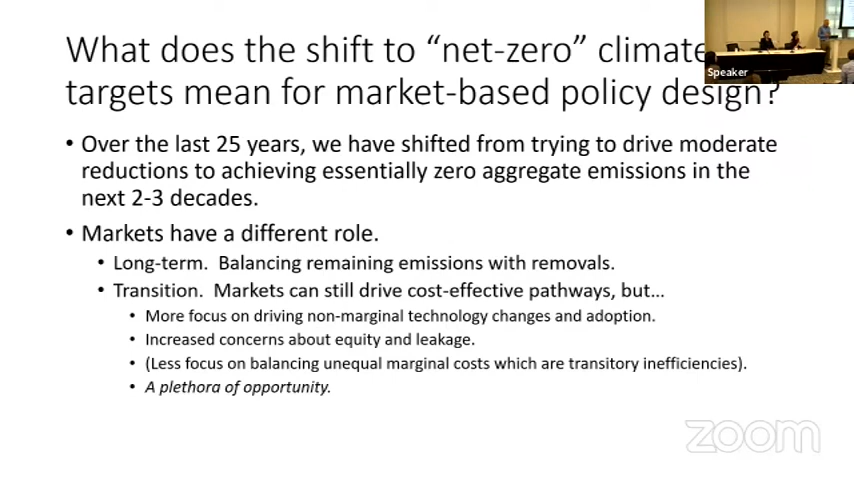 What does the shift to “net-zero” climate
targets mean for market-based policy design?
Speaker
• Over the last 25 years, we have shifted from trying to drive moderate
reductions to achieving essentially zero aggregate emissions in the
next 2-3 decades.
• Markets have a different role.
• Long-term. Balancing remaining emissions with removals.
• Transition. Markets can still drive cost-effective pathways, but…
• More focus on driving non-marginal technology changes and adoption.
• Increased concerns about equity and leakage.
• (Less focus on balancing unequal marginal costs which are transitory inefficiencies).
• A plethora of opportunity.
zoom